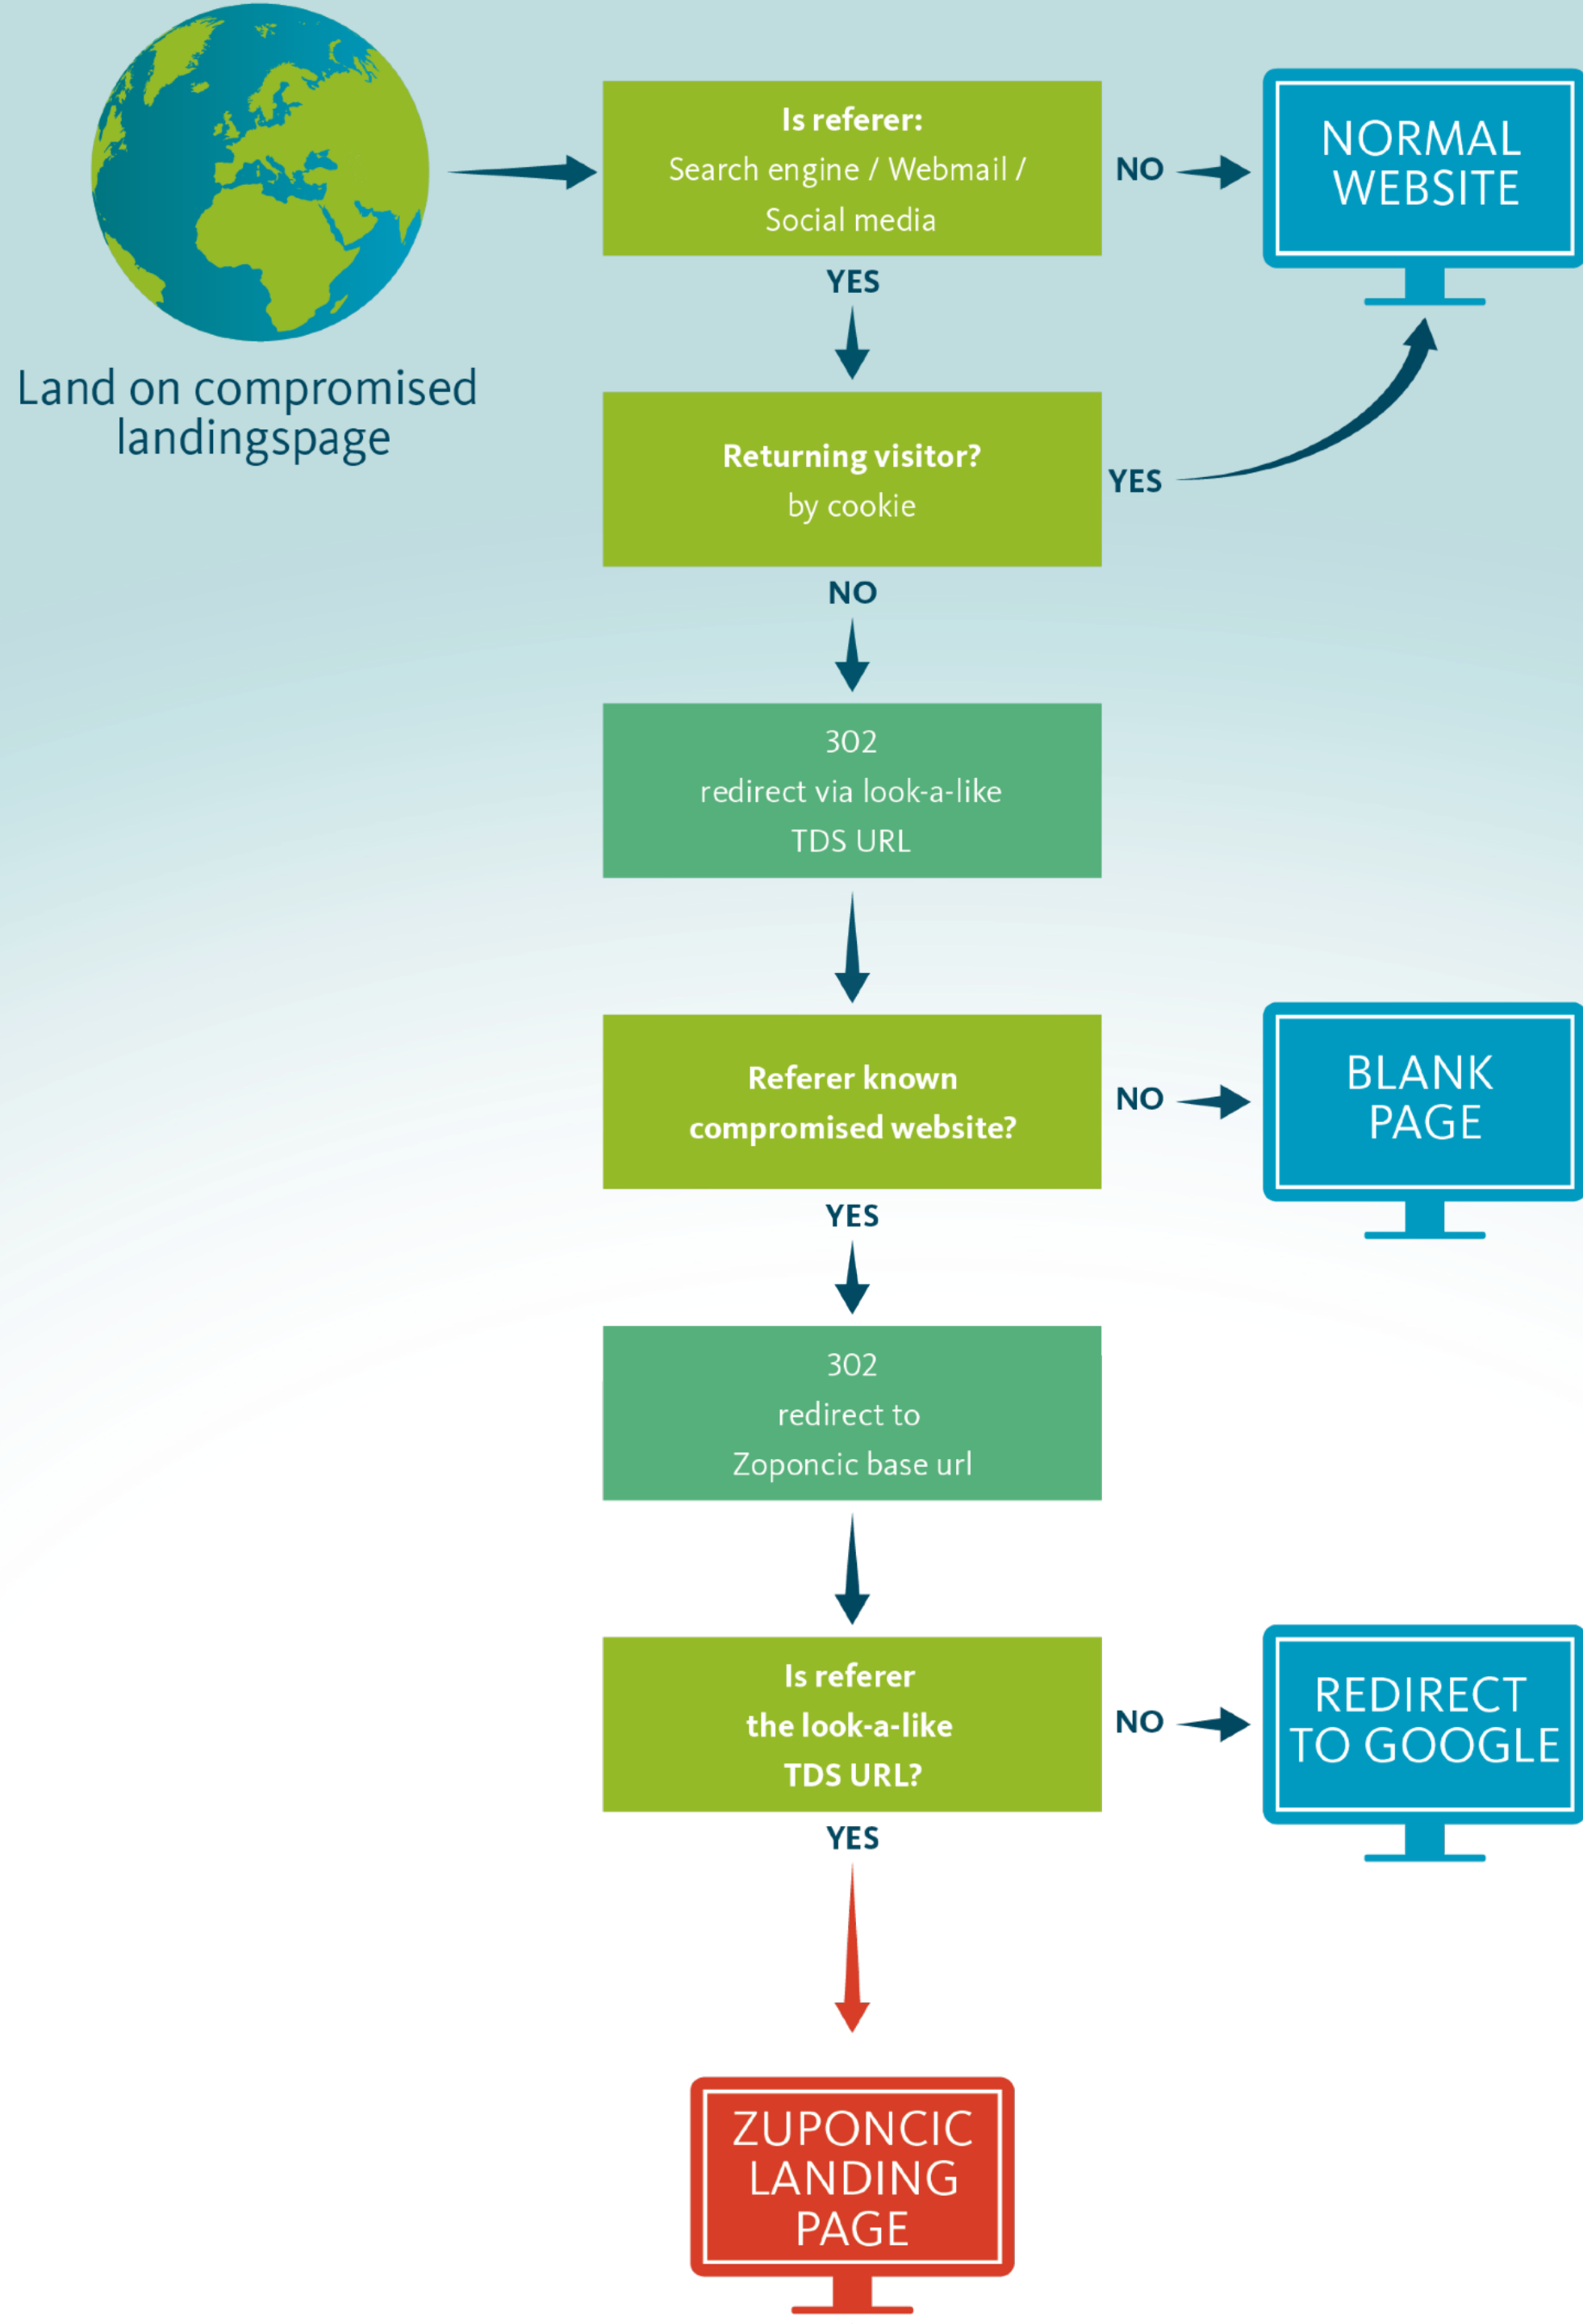 Land on compromised
landingspage
Is referer:
Search engine / Webmail /
Social media
NO
NORMAL
WEBSITE
YES
Returning visitor?
by cookie
YES
NO
302
redirect via look-a-like
TDS URL
Referer known
compromised website?
NO
BLANK
PAGE
YES
302
redirect to
Zoponcic base url
Is referer
the look-a-like
TDS URL?
NO
REDIRECT
TO GOOGLE
YES
ZUPONCIC
LANDING
PAGE